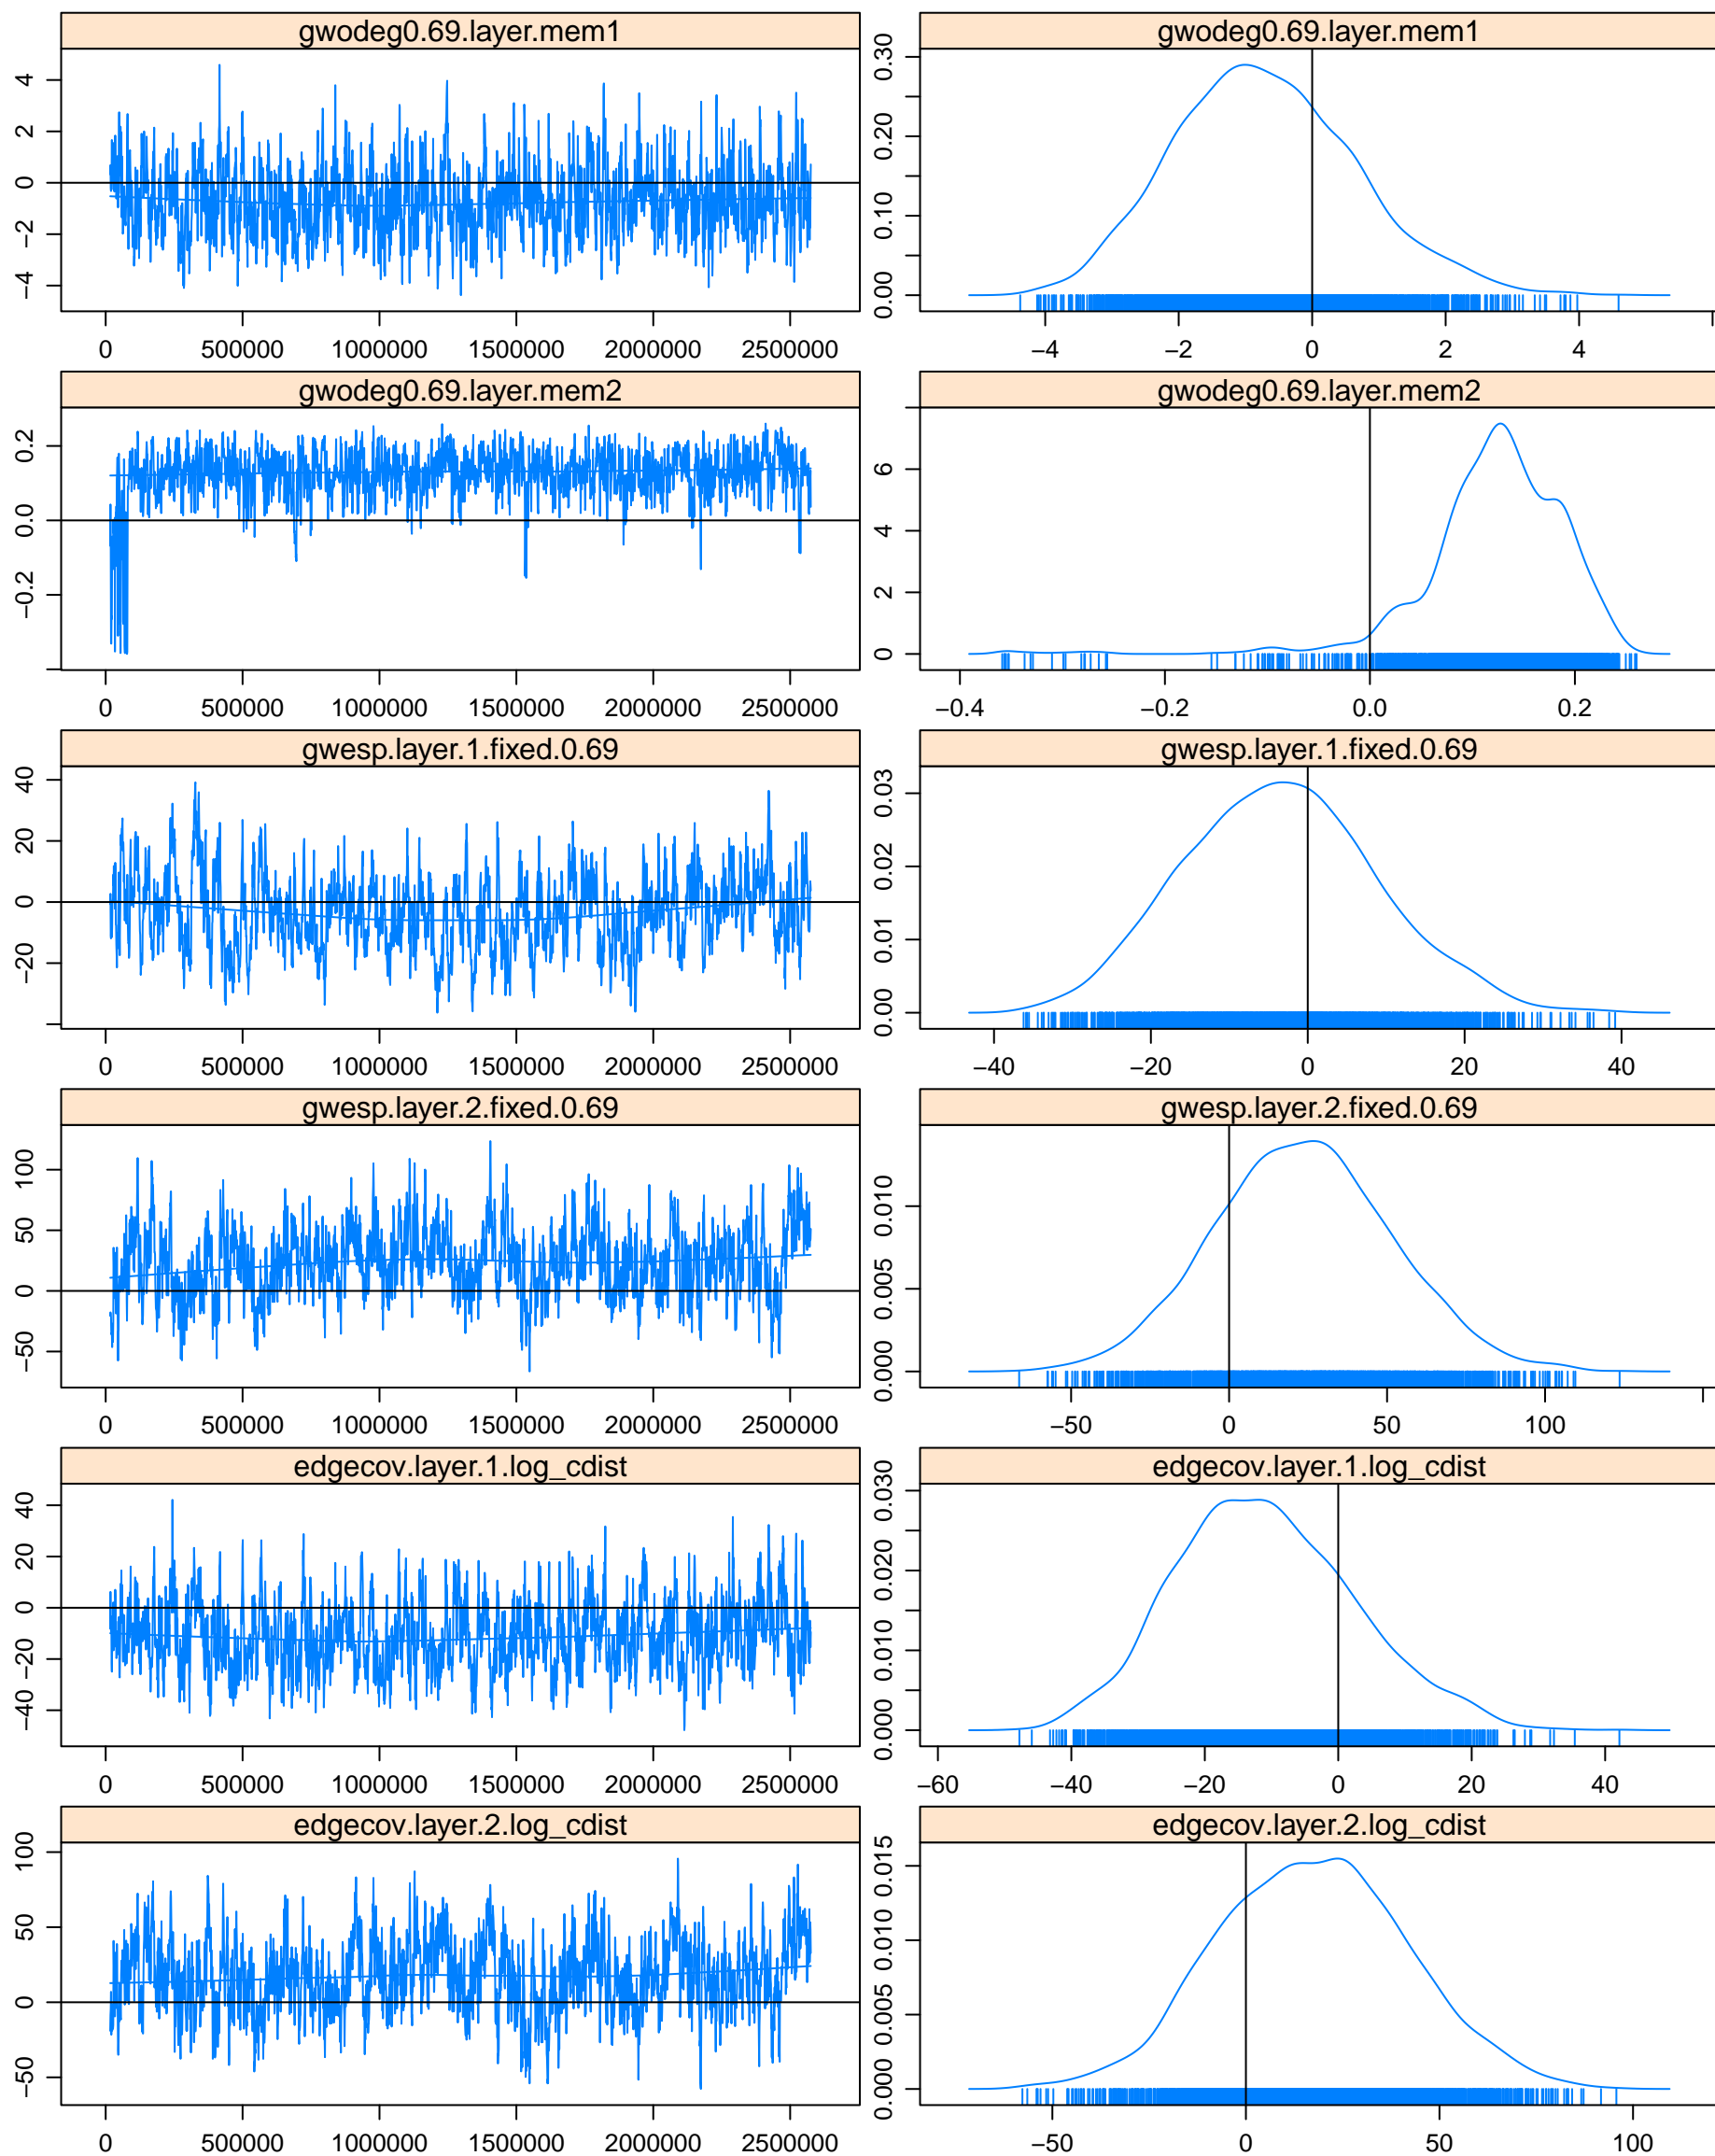 gwodeg0.69.layer.mem1
4
2
0
−2
−4
0 500000 1000000 1500000 2000000 2500000
gwodeg0.69.layer.mem1
0.30
0.20
0.10
0.00
−4 −2 0 2 4
gwodeg0.69.layer.mem2
0.2
0.0
−0.2
0 500000 1000000 1500000 2000000 2500000
gwodeg0.69.layer.mem2
6
4
2
0
−0.4 −0.2 0.0 0.2
gwesp.layer.1.fixed.0.69
40
20
0
−20
0 500000 1000000 1500000 2000000 2500000
gwesp.layer.1.fixed.0.69
0.03
0.02
0.01
0.00
−40 −20 0 20 40
gwesp.layer.2.fixed.0.69
100
50
0
−50
0 500000 1000000 1500000 2000000 2500000
gwesp.layer.2.fixed.0.69
0.010
0.005
0.000
−50 0 50 100
edgecov.layer.1.log_cdist
40
20
0
−20
−40
0 500000 1000000 1500000 2000000 2500000
edgecov.layer.1.log_cdist
0.030
0.020
0.010
0.000
−60 −40 −20 0 20 40
edgecov.layer.2.log_cdist
100
50
0
−50
0 500000 1000000 1500000 2000000 2500000
edgecov.layer.2.log_cdist
0.015
0.010
0.005
0.000
−50 0 50 100